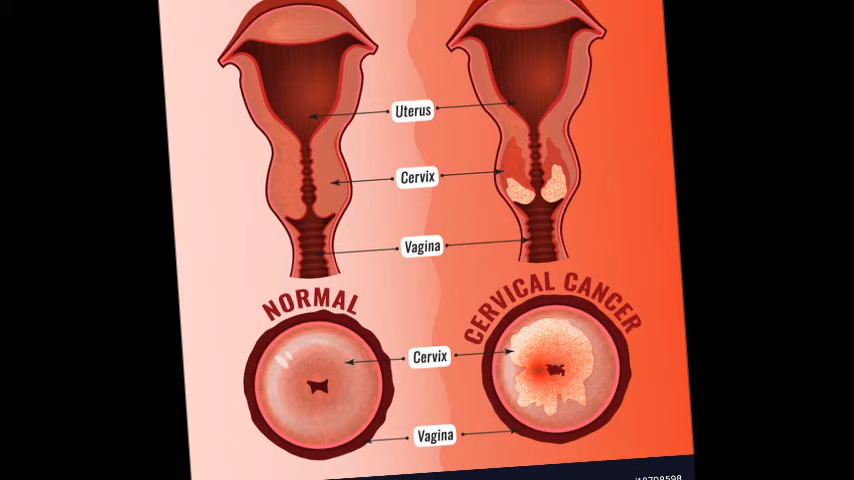 Uterus
Cervix
Vagina
NORMAL
CERVICAL CANCER
Cervix
Vagina